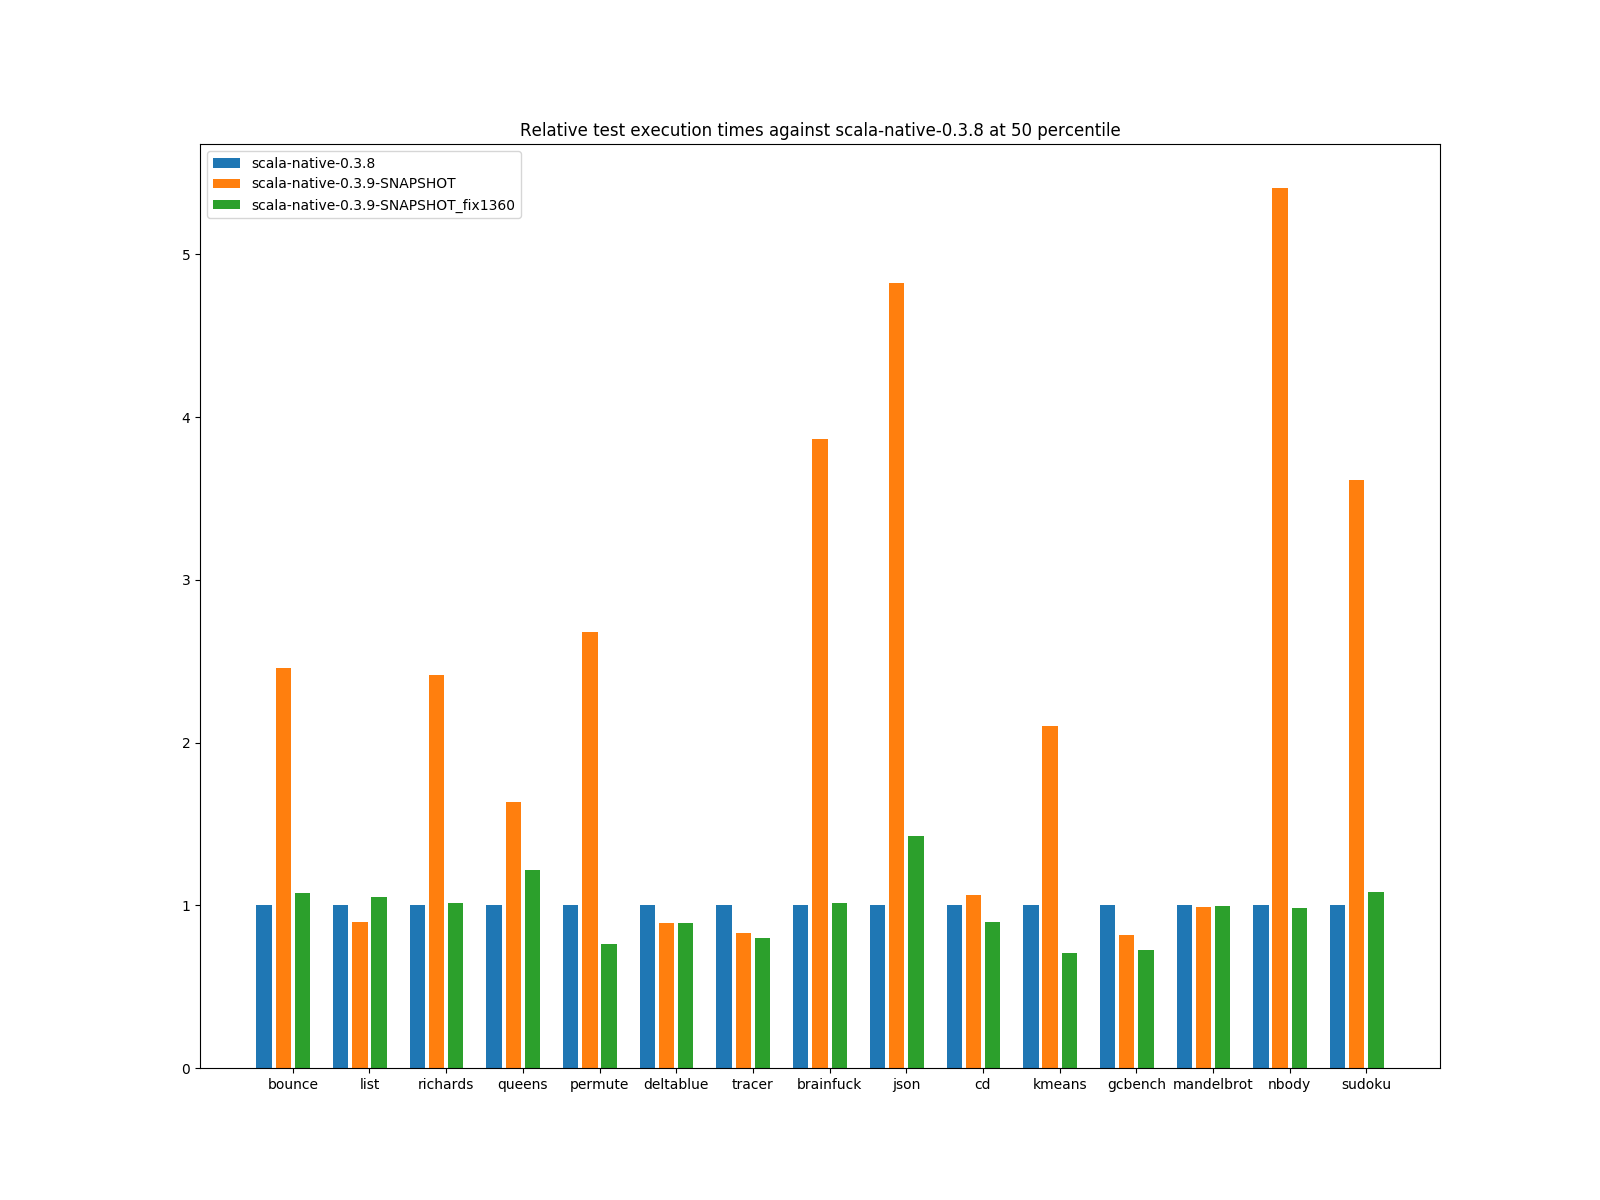 Relative test execution times against scala-native-0.3.8 at 50 percentile
scala-native-0.3.8
scala-native-0.3.9-SNAPSHOT
scala-native-0.3.9-SNAPSHOT_fix1360
5
4
3
2
1
0
bounce list richards queens permute deltablue tracer brainfuck json cd kmeans gcbench mandelbrot nbody sudoku